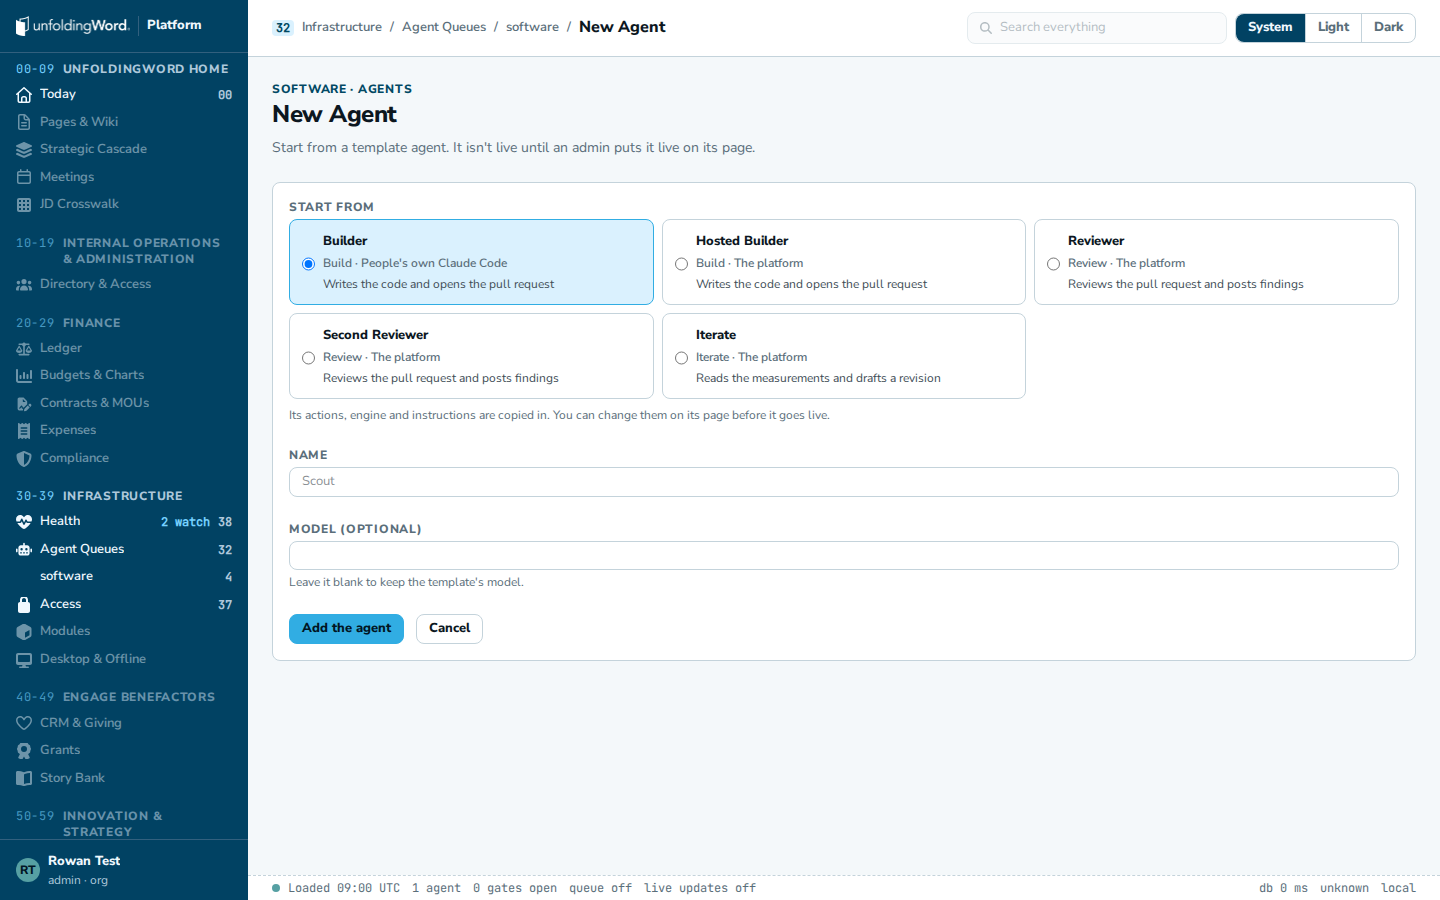 unfoldingWord Platform
00-09 UNFOLDINGWORD HOME
Today 00
Pages & Wiki
Strategic Cascade
Meetings
JD Crosswalk
10-19 INTERNAL OPERATIONS
& ADMINISTRATION
Directory & Access
20-29 FINANCE
Ledger
Budgets & Charts
Contracts & MOUs
Expenses
Compliance
30-39 INFRASTRUCTURE
Health 2 watch 38
Agent Queues 32
software 4
Access 37
Modules
Desktop & Offline
40-49 ENGAGE BENEFACTORS
CRM & Giving
Grants
Story Bank
50-59 INNOVATION &
STRATEGY
RT Rowan Test
admin · org
32 Infrastructure / Agent Queues / software / New Agent
Search everything
System Light Dark
SOFTWARE · AGENTS
New Agent
Start from a template agent. It isn't live until an admin puts it live on its page.
START FROM
Builder
Build · People's own Claude Code
Writes the code and opens the pull request
Hosted Builder
Build · The platform
Writes the code and opens the pull request
Reviewer
Review · The platform
Reviews the pull request and posts findings
Second Reviewer
Review · The platform
Reviews the pull request and posts findings
Iterate
Iterate · The platform
Reads the measurements and drafts a revision
Its actions, engine and instructions are copied in. You can change them on its page before it goes live.
NAME
Scout
MODEL (OPTIONAL)
Leave it blank to keep the template's model.
Add the agent Cancel
Loaded 09:00 UTC 1 agent 0 gates open queue off live updates off
db 0 ms unknown local